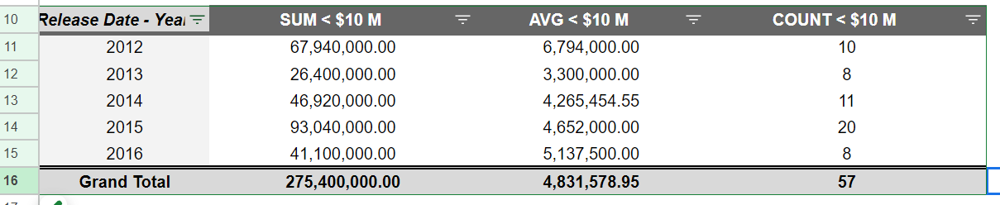 10 Release Date - Year SUM < $10 M AVG < $10 M COUNT < $10 M
11 2012 67,940,000.00 6,794,000.00 10
12 2013 26,400,000.00 3,300,000.00 8
13 2014 46,920,000.00 4,265,454.55 11
14 2015 93,040,000.00 4,652,000.00 20
15 2016 41,100,000.00 5,137,500.00 8
16 Grand Total 275,400,000.00 4,831,578.95 57